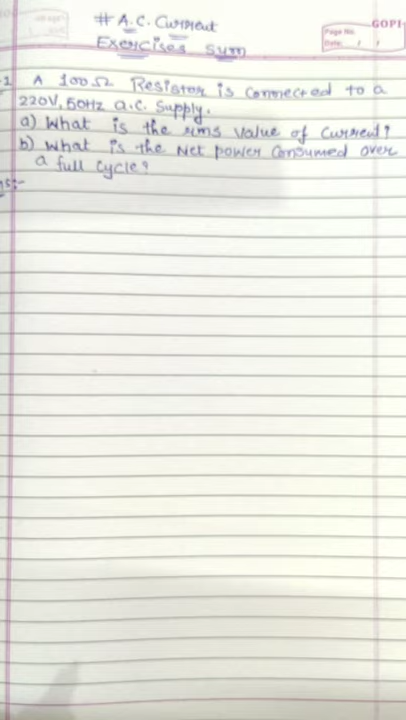 # A.C. Current
Exercises Sum
GOPI
Page No.
Date: / /
1 A 100Ω Resistor is connected to a
220V, 50Hz a.c. Supply.
a) What is the rms value of current?
b) What is the Net power Consumed over
a full Cycle?
ns:-